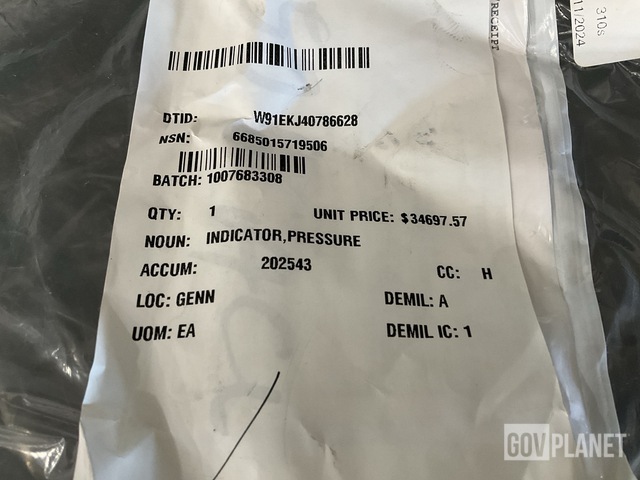 RECEIPT
310s
11/2024
DTID: W91EKJ40786628
NSN: 6685015719506
BATCH: 1007683308
QTY: 1 UNIT PRICE: $34697.57
NOUN: INDICATOR,PRESSURE
ACCUM: 202543 CC: H
LOC: GENN DEMIL: A
UOM: EA DEMIL IC: 1
GOVPLANET